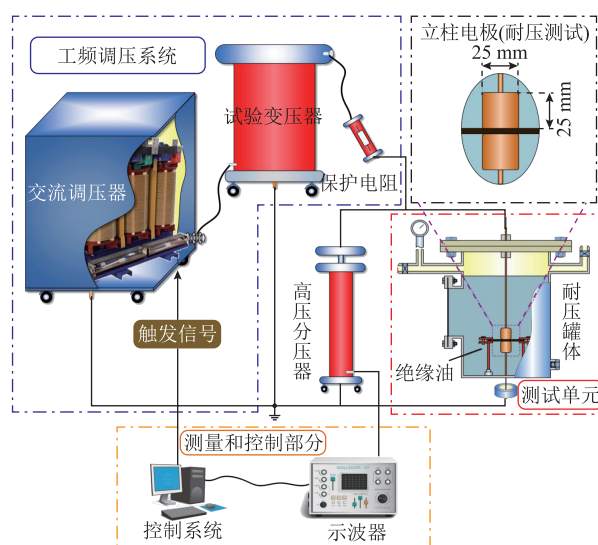 工频调压系统
立柱电极(耐压测试)
25 mm
25 mm
试验变压器
交流调压器
保护电阻
高压分压器
触发信号
耐压罐体
绝缘油
测试单元
测量和控制部分
控制系统
示波器